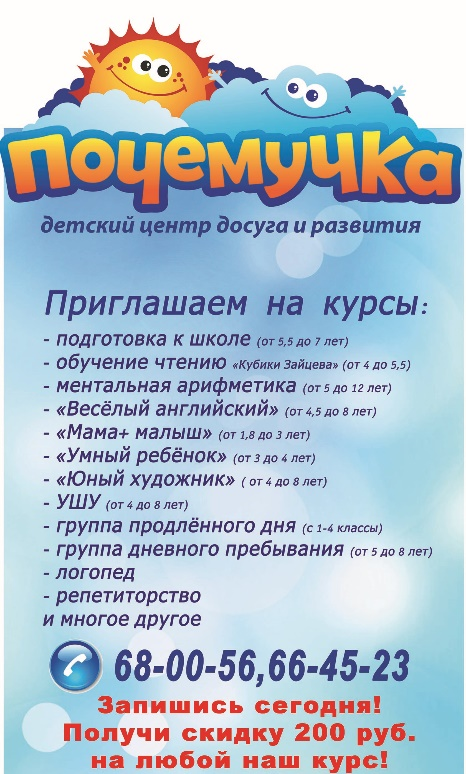 почемучка
детский центр досуга и развития
Приглашаем на курсы:
- подготовка к школе (от 5,5 до 7 лет)
- обучение чтению «Кубики Зайцева» (от 4 до 5,5)
- ментальная арифметика (от 5 до 12 лет)
- «Весёлый английский» (от 4,5 до 8 лет)
- «Мама+ малыш» (от 1,8 до 3 лет)
- «Умный ребёнок» (от 3 до 4 лет)
- «Юный художник» ( от 4 до 8 лет)
- УШУ (от 4 до 8 лет)
- группа продлённого дня (с 1-4 классы)
- группа дневного пребывания (от 5 до 8 лет)
- логопед
- репетиторство
и многое другое
68-00-56,66-45-23
Запишись сегодня!
Получи скидку 200 руб.
на любой наш курс!